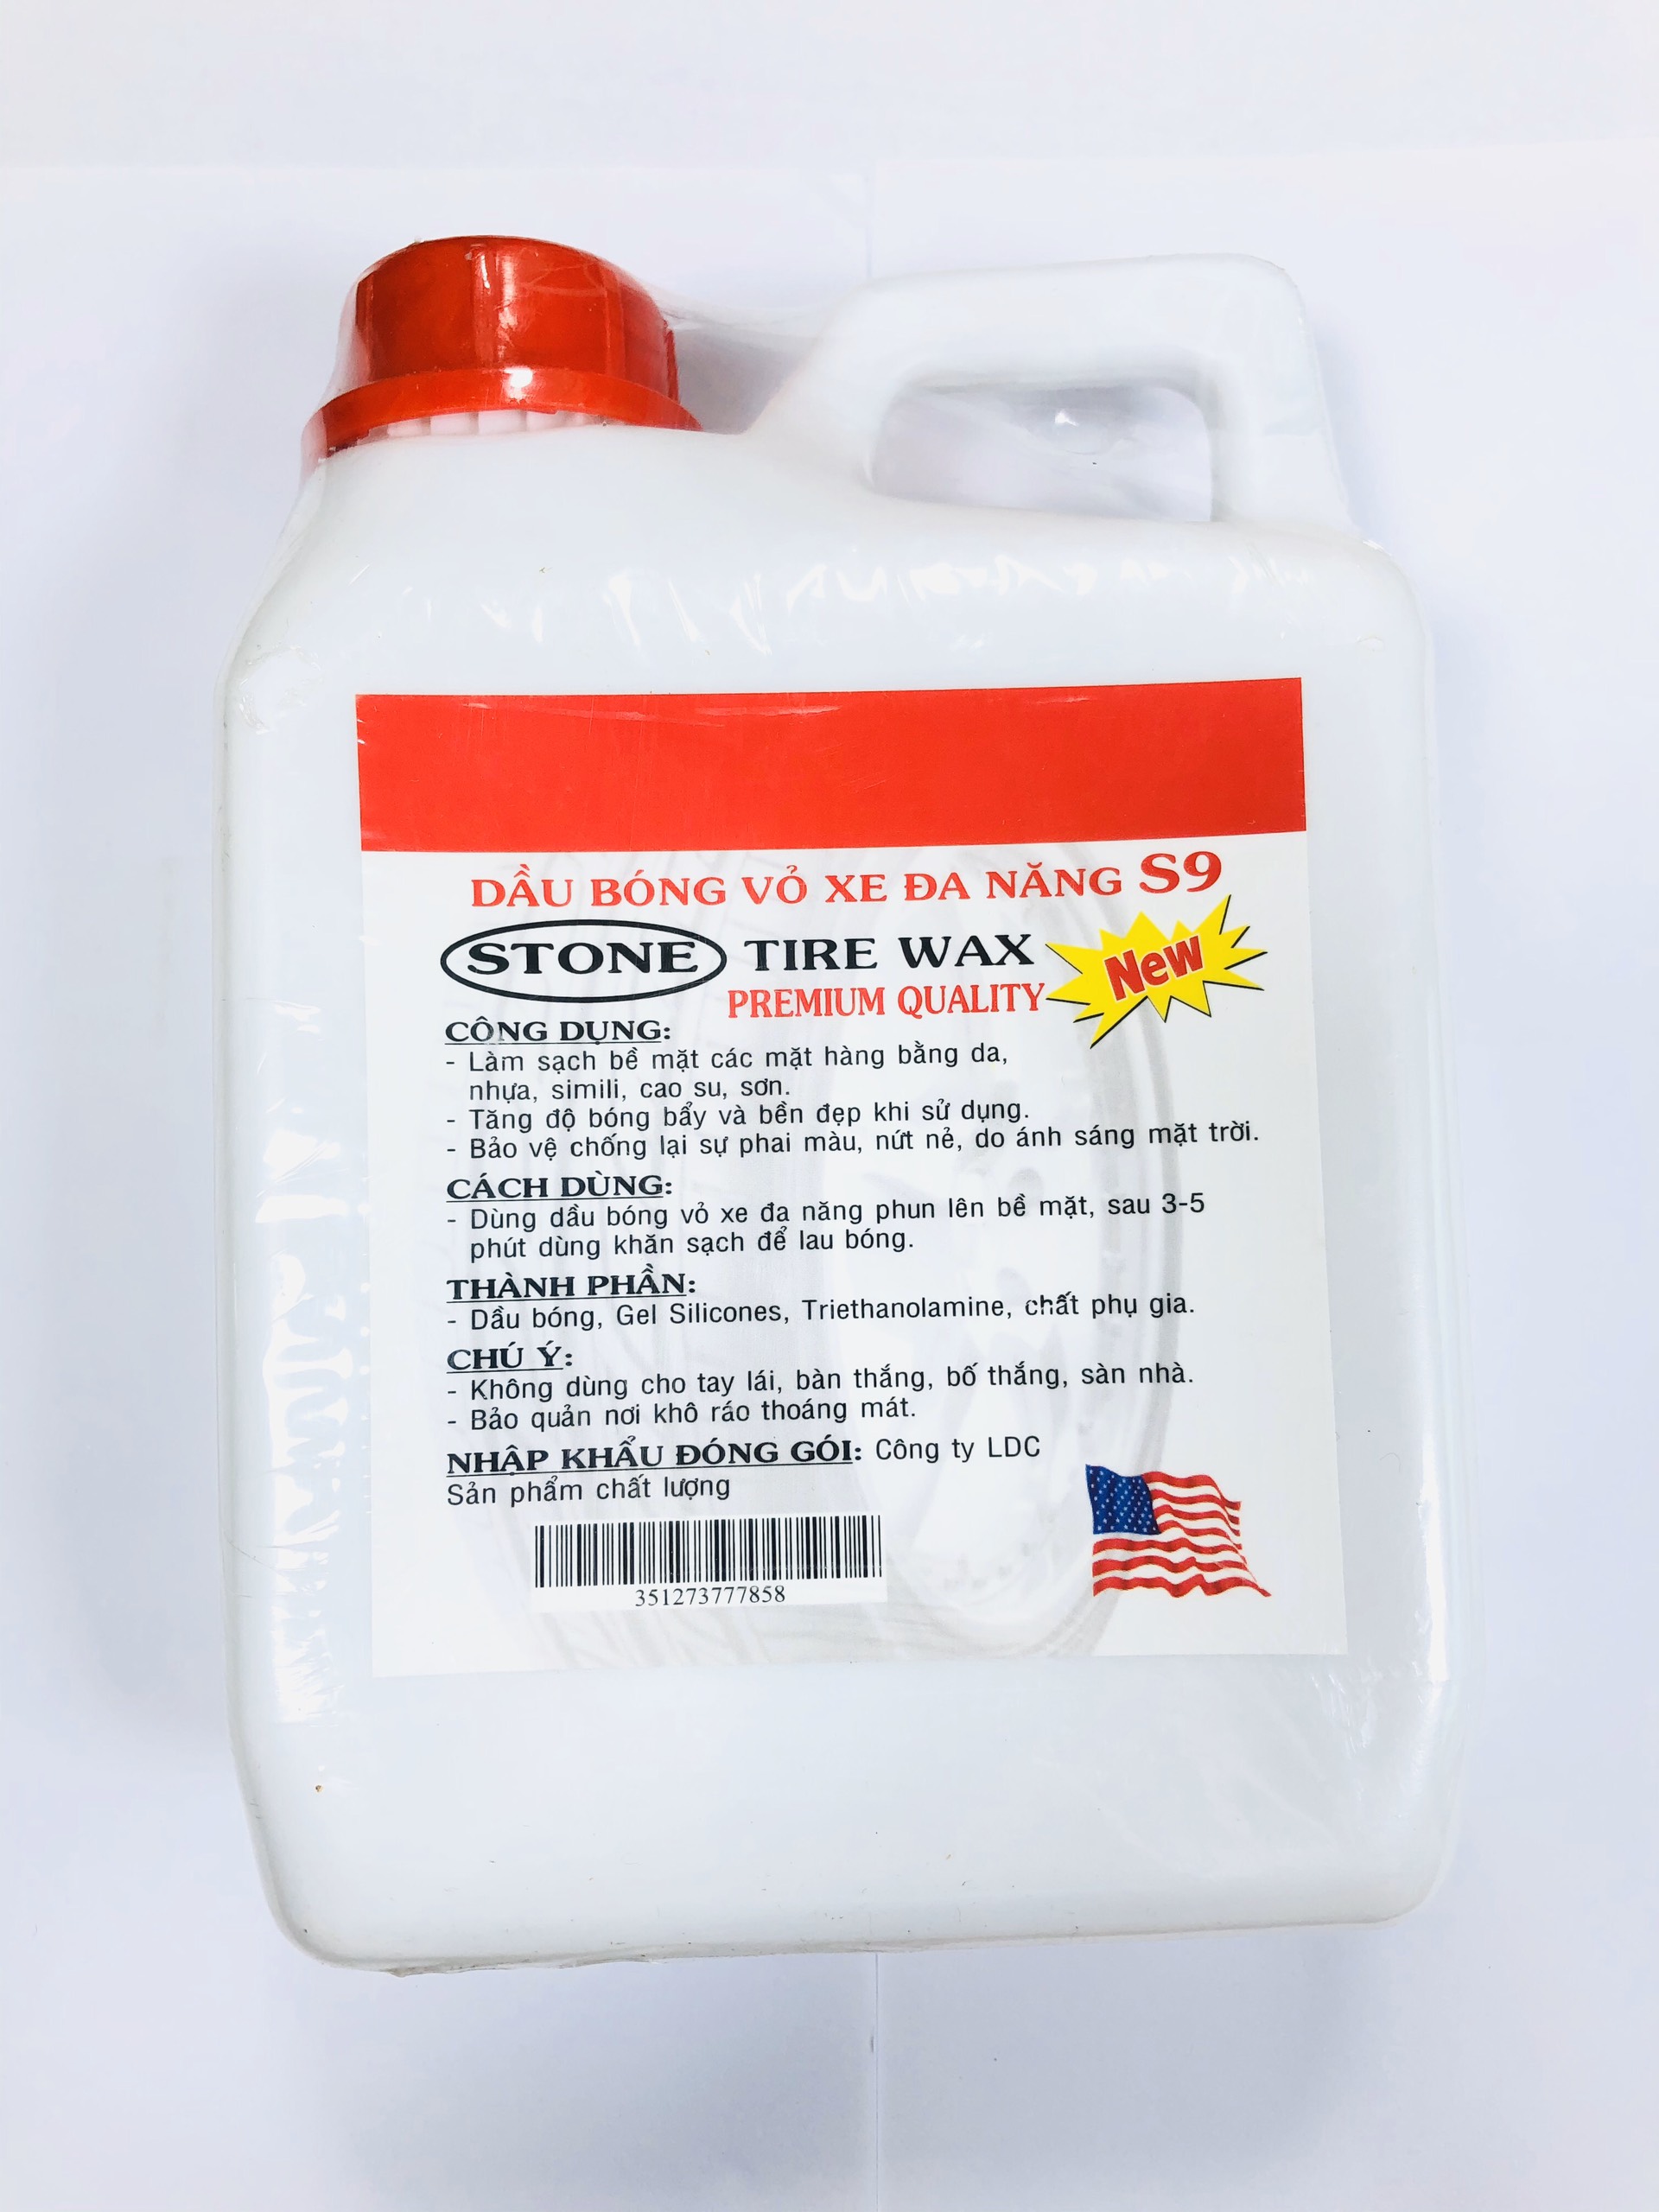 DẦU BÓNG VỎ XE ĐA NĂNG S9
STONE TIRE WAX
New
PREMIUM QUALITY
CÔNG DỤNG:
- Làm sạch bề mặt các mặt hàng bằng da,
nhựa, simili, cao su, sơn.
- Tăng độ bóng bẩy và bền đẹp khi sử dụng.
- Bảo vệ chống lại sự phai màu, nứt nẻ, do ánh sáng mặt trời.
CÁCH DÙNG:
- Dùng dầu bóng vỏ xe đa năng phun lên bề mặt, sau 3-5
phút dùng khăn sạch để lau bóng.
THÀNH PHẦN:
- Dầu bóng, Gel Silicones, Triethanolamine, chất phụ gia.
CHÚ Ý:
- Không dùng cho tay lái, bàn thắng, bố thắng, sàn nhà.
- Bảo quản nơi khô ráo thoáng mát.
NHẬP KHẨU ĐÓNG GÓI: Công ty LDC
Sản phẩm chất lượng
351273777858